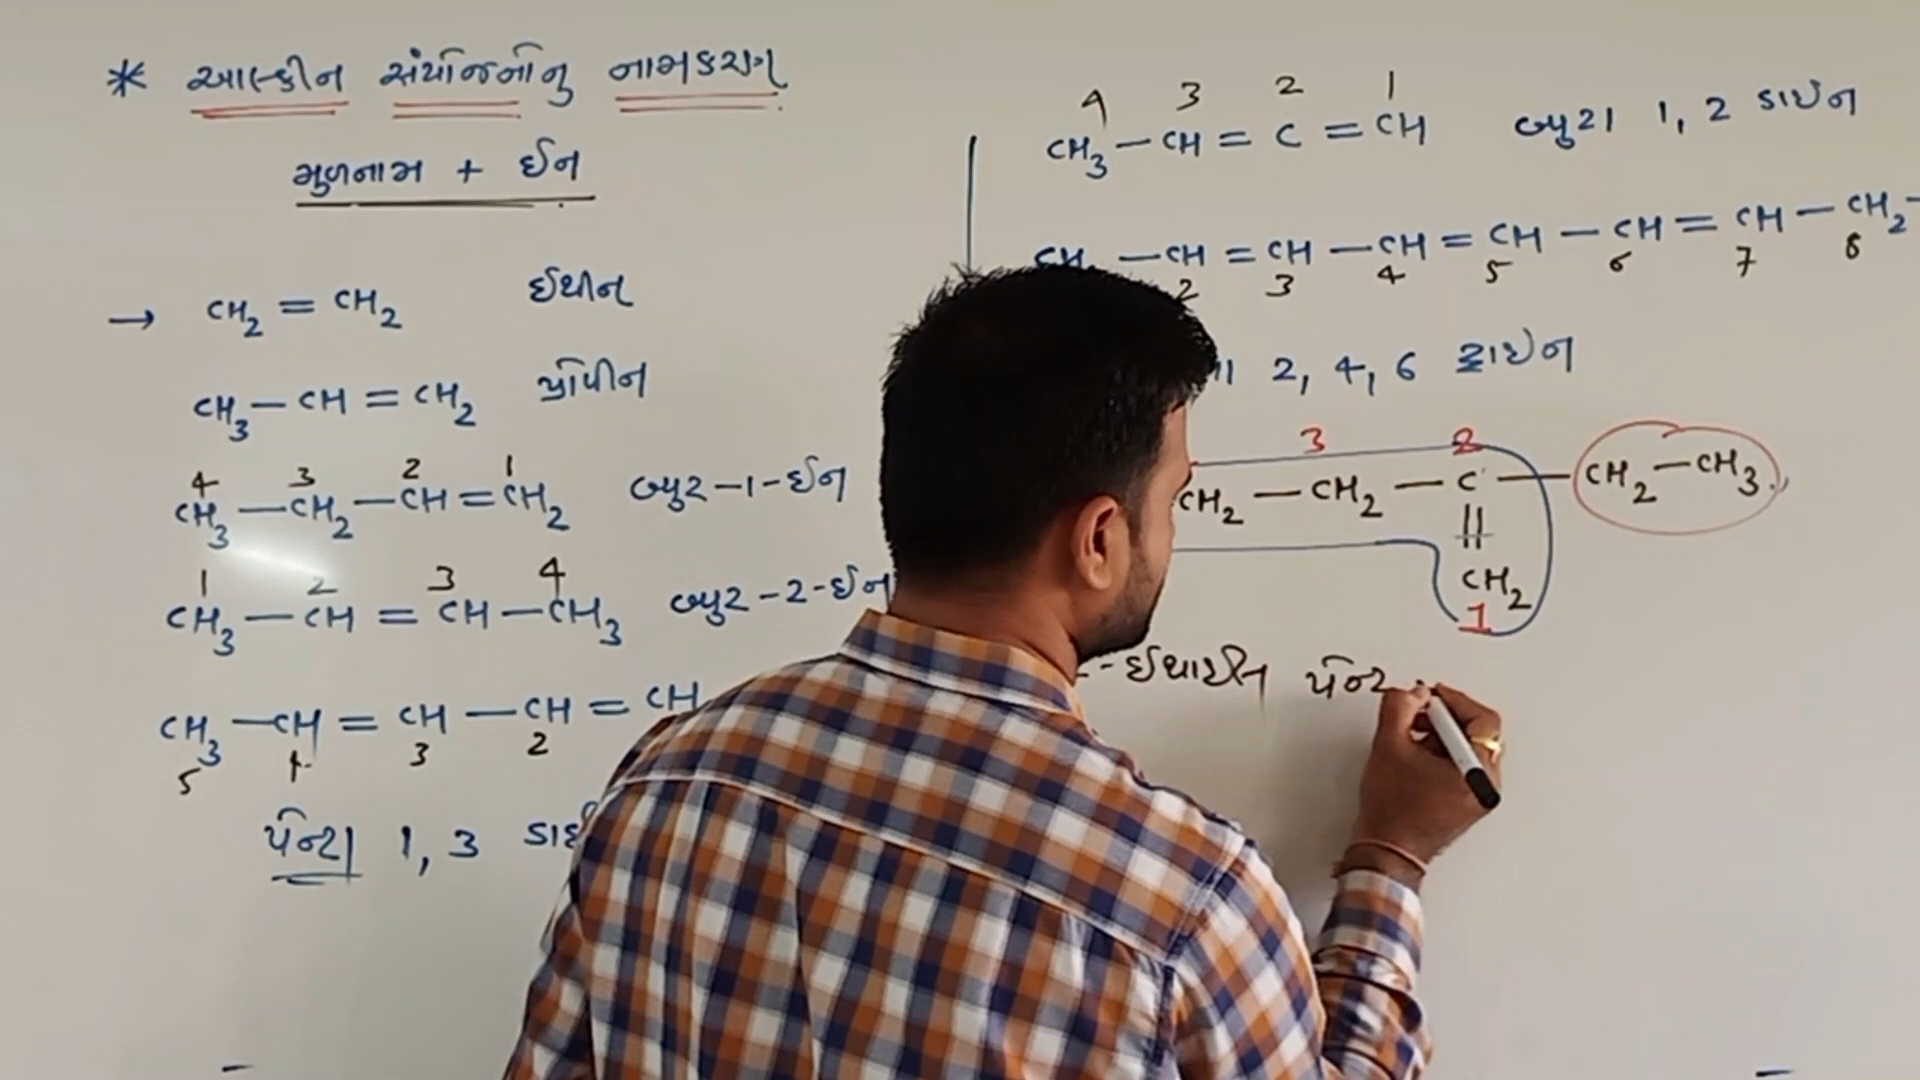 * આલ્કીન સંયોજનોનુ નામકરણ
મુળનામ + ઈન
→ CH₂ = CH₂ ઈથીન
CH₃ — CH = CH₂ પ્રોપીન
4 3 2 1
CH₃ — CH₂ — CH = CH₂ બ્યુટ -1- ઈન
1 2 3 4
CH₃ — CH = CH — CH₃ બ્યુટ -2- ઈન
CH₃ — CH = CH — CH = CH
5 4 3 2
પેન્ટા 1, 3
4 3 2 1
CH₃ — CH = C = CH બ્યુટા 1, 2 ડાઇન
— CH = CH — CH = CH — CH = CH — CH₂ -
2 3 4 5 6 7 8
2, 4, 6 ટ્રાઇન
3 2
CH₂ — CH₂ — C — CH₂ — CH₃
||
CH₂
1
- ઈથાઈલ પેન્ટ